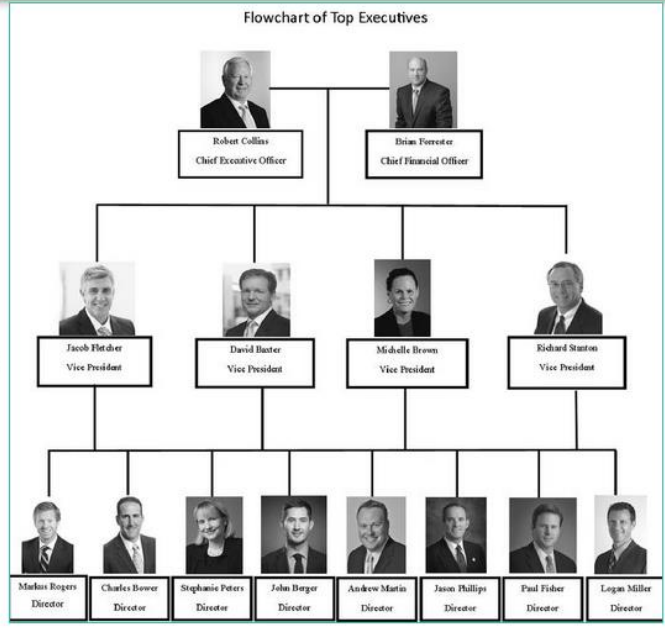 Flowchart of Top Executives
Robert Collins
Chief Executive Officer
Brian Forrester
Chief Financial Officer
Jacob Fletcher
Vice President
David Baxter
Vice President
Michelle Brown
Vice President
Richard Stanton
Vice President
Markus Rogers
Director
Charles Bower
Director
Stephanie Peters
Director
John Berger
Director
Andrew Martin
Director
Jason Phillips
Director
Paul Fisher
Director
Logan Miller
Director